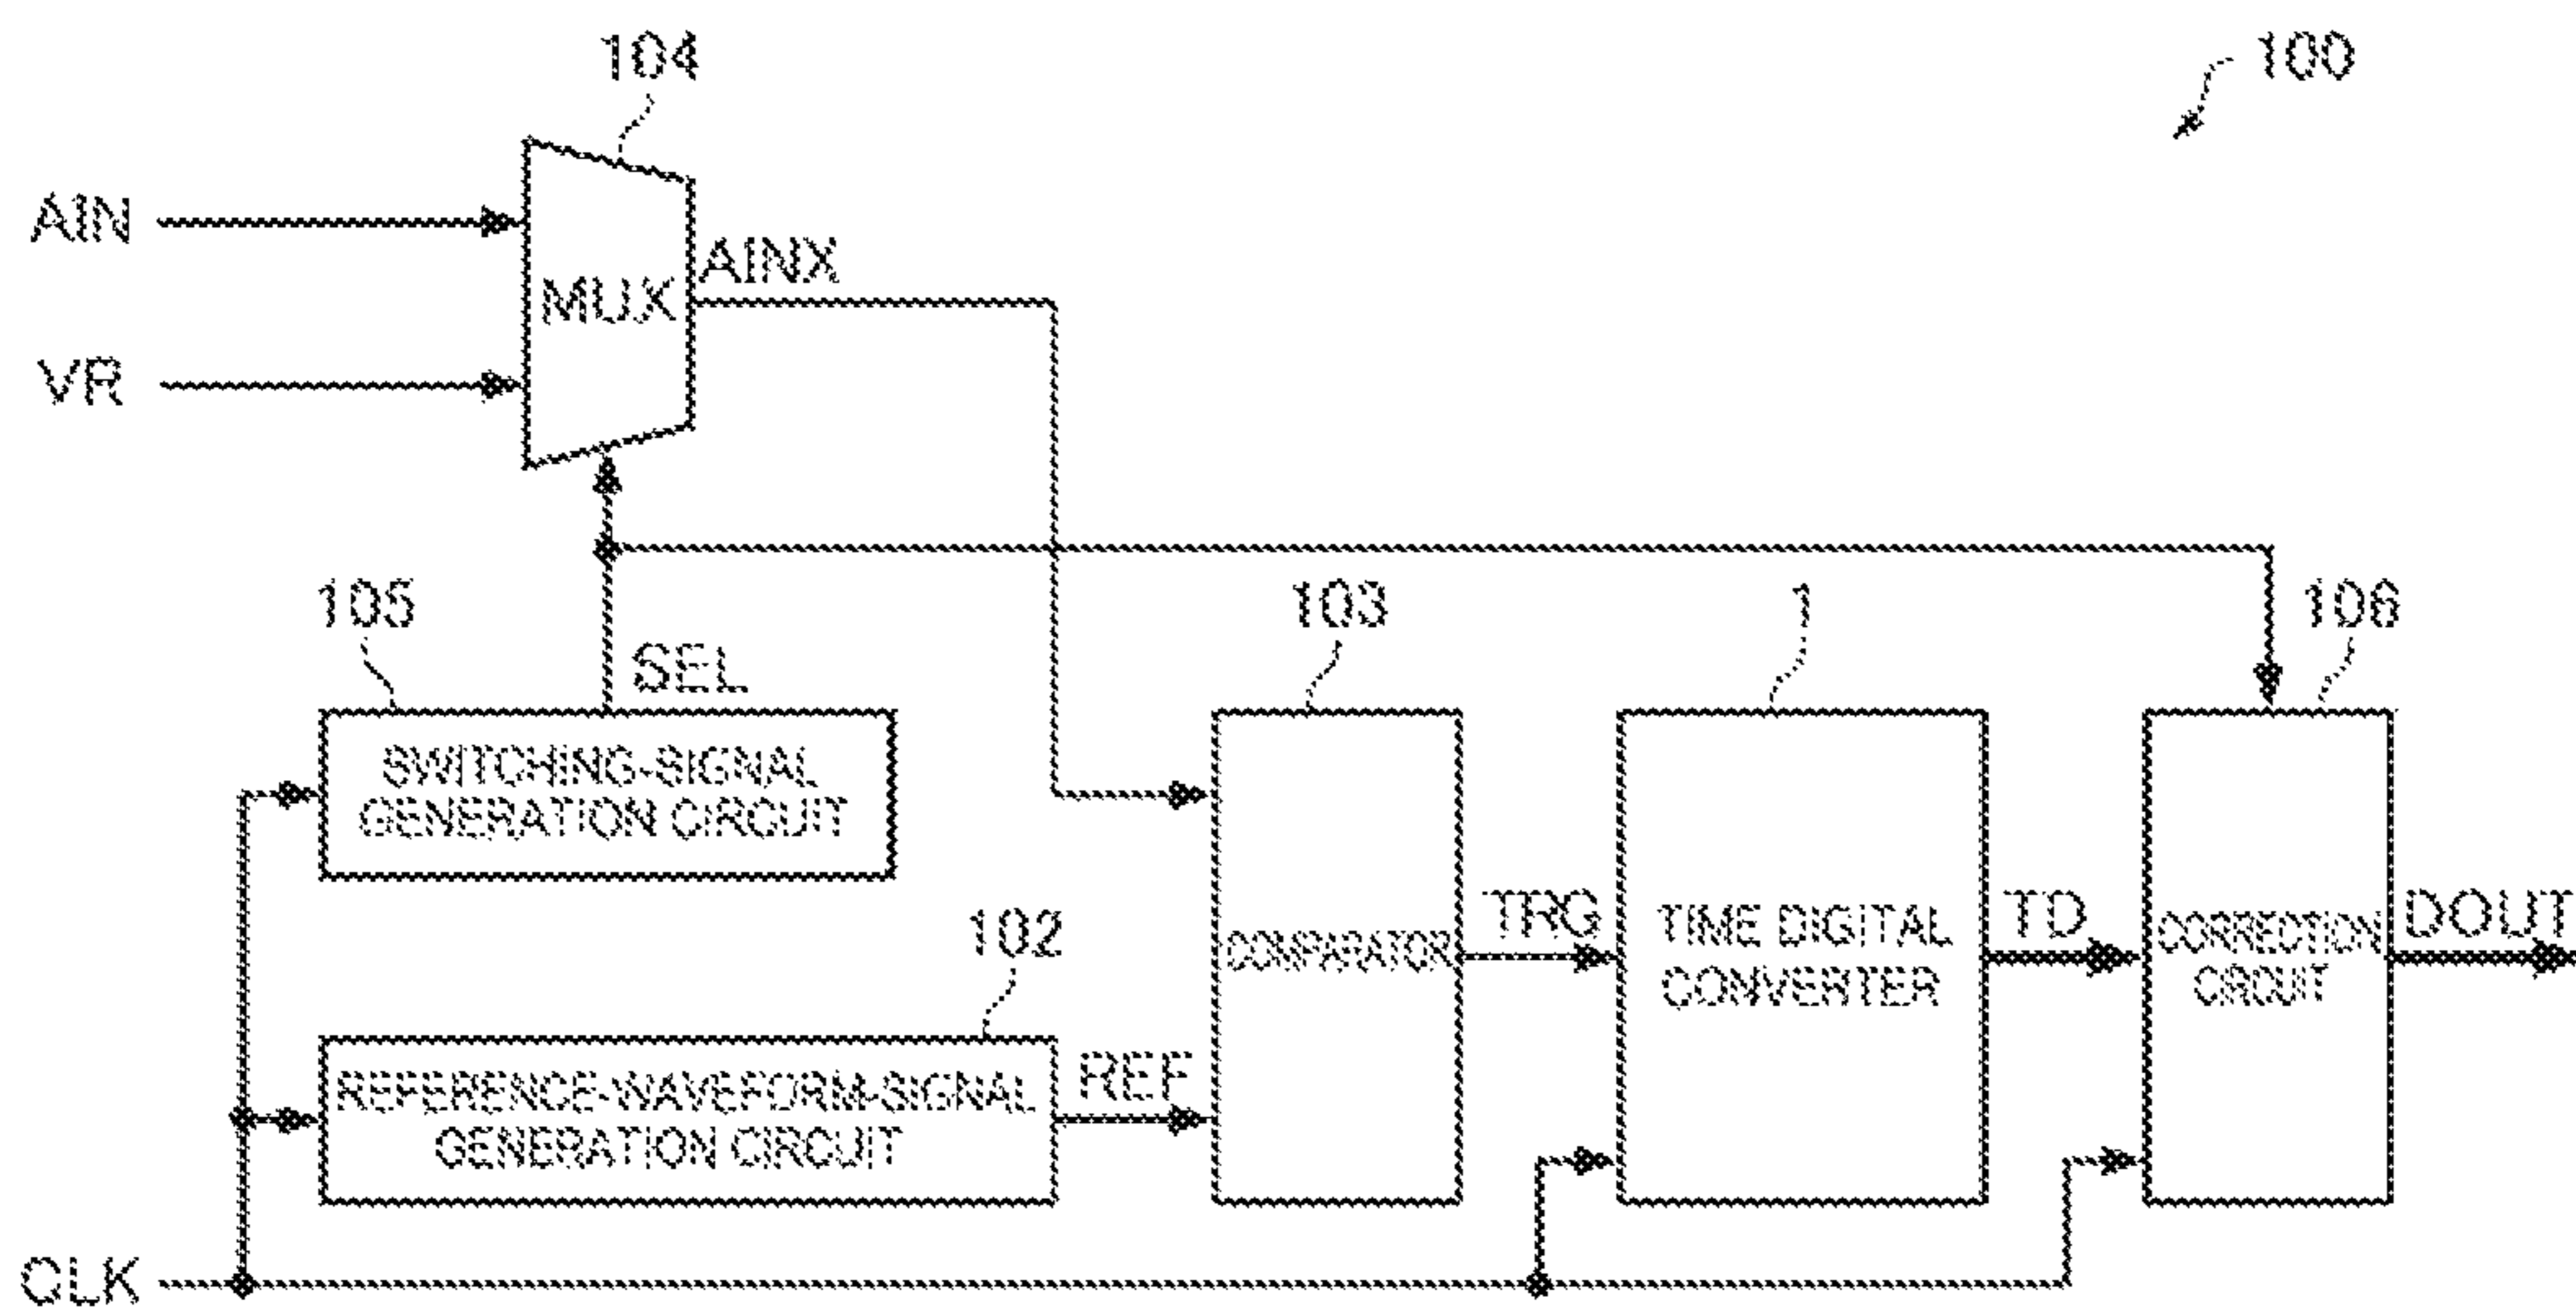 104
100
AIN
MUX
AINX
VR
105
SEL
103
1
106
SWITCHING-SIGNAL
GENERATION CIRCUIT
102
COMPARATOR
TRG
TIME DIGITAL
CONVERTER
TD
CORRECTION
CIRCUIT
DOUT
REFERENCE-WAVEFORM-SIGNAL
GENERATION CIRCUIT
REF
CLK